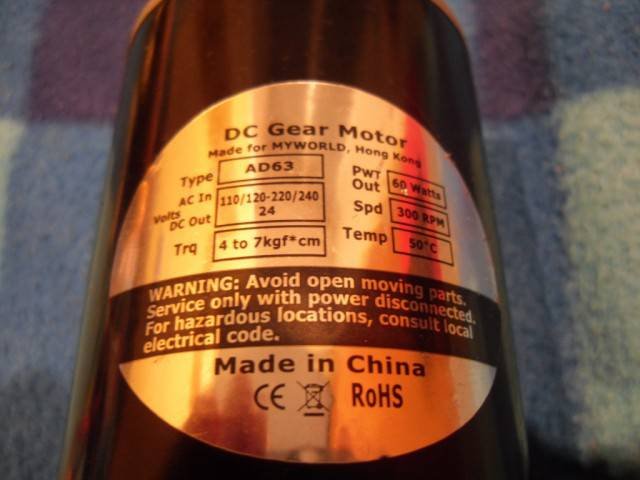 DC Gear Motor
Made for MYWORLD, Hong Kong
Type AD63
Volts AC In 110/120-220/240
DC Out 24
Trq 4 to 7kgf*cm
Pwr Out 60 Watts
Spd 300 RPM
Temp 50°C
WARNING: Avoid open moving parts.
Service only with power disconnected.
For hazardous locations, consult local
electrical code.
Made in China
CE RoHS